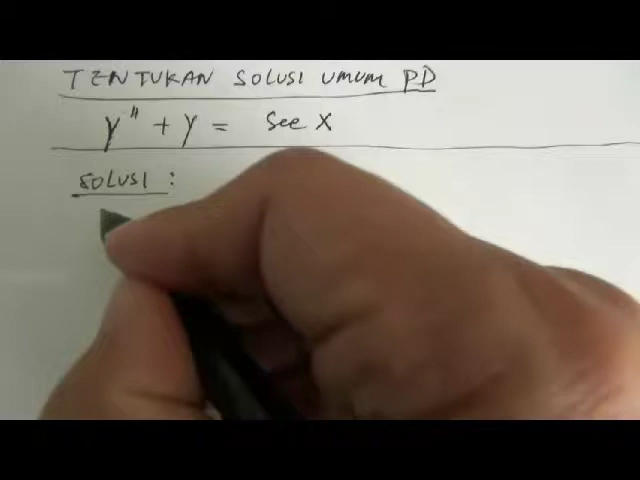 TENTUKAN SOLUSI UMUM PD
y" + y = sec x
SOLUSI :